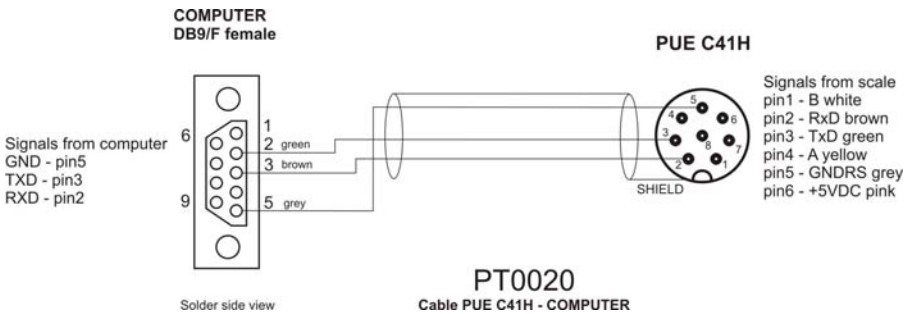 COMPUTER
DB9/F female
PUE C41H
Signals from computer
GND - pin5
TXD - pin3
RXD - pin2
6
9
1
2 green
3 brown
5 grey
SHIELD
5
4
6
3
8
7
2
1
Signals from scale
pin1 - B white
pin2 - RxD brown
pin3 - TxD green
pin4 - A yellow
pin5 - GNDRS grey
pin6 - +5VDC pink
Solder side view
PT0020
Cable PUE C41H - COMPUTER